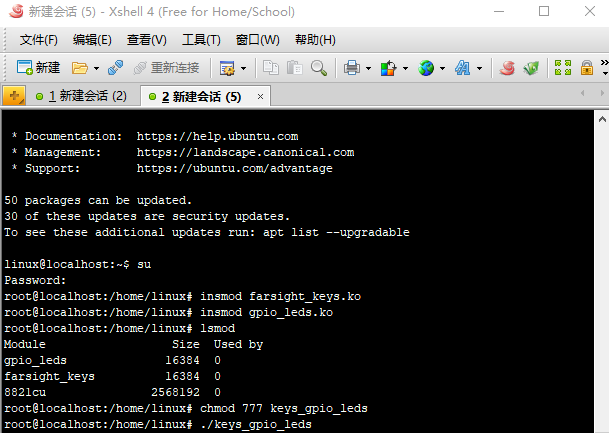 新建会话 (5) - Xshell 4 (Free for Home/School)
文件(F) 编辑(E) 查看(V) 工具(T) 窗口(W) 帮助(H)
新建 重新连接
1 新建会话 (2) 2 新建会话 (5)
* Documentation:  https://help.ubuntu.com
* Management:     https://landscape.canonical.com
* Support:        https://ubuntu.com/advantage
50 packages can be updated.
30 of these updates are security updates.
To see these additional updates run: apt list --upgradable
linux@localhost:~$ su
Password:
root@localhost:/home/linux# insmod farsight_keys.ko
root@localhost:/home/linux# insmod gpio_leds.ko
root@localhost:/home/linux# lsmod
Module                  Size  Used by
gpio_leds              16384  0
farsight_keys          16384  0
8821cu               2568192  0
root@localhost:/home/linux# chmod 777 keys_gpio_leds
root@localhost:/home/linux# ./keys_gpio_leds